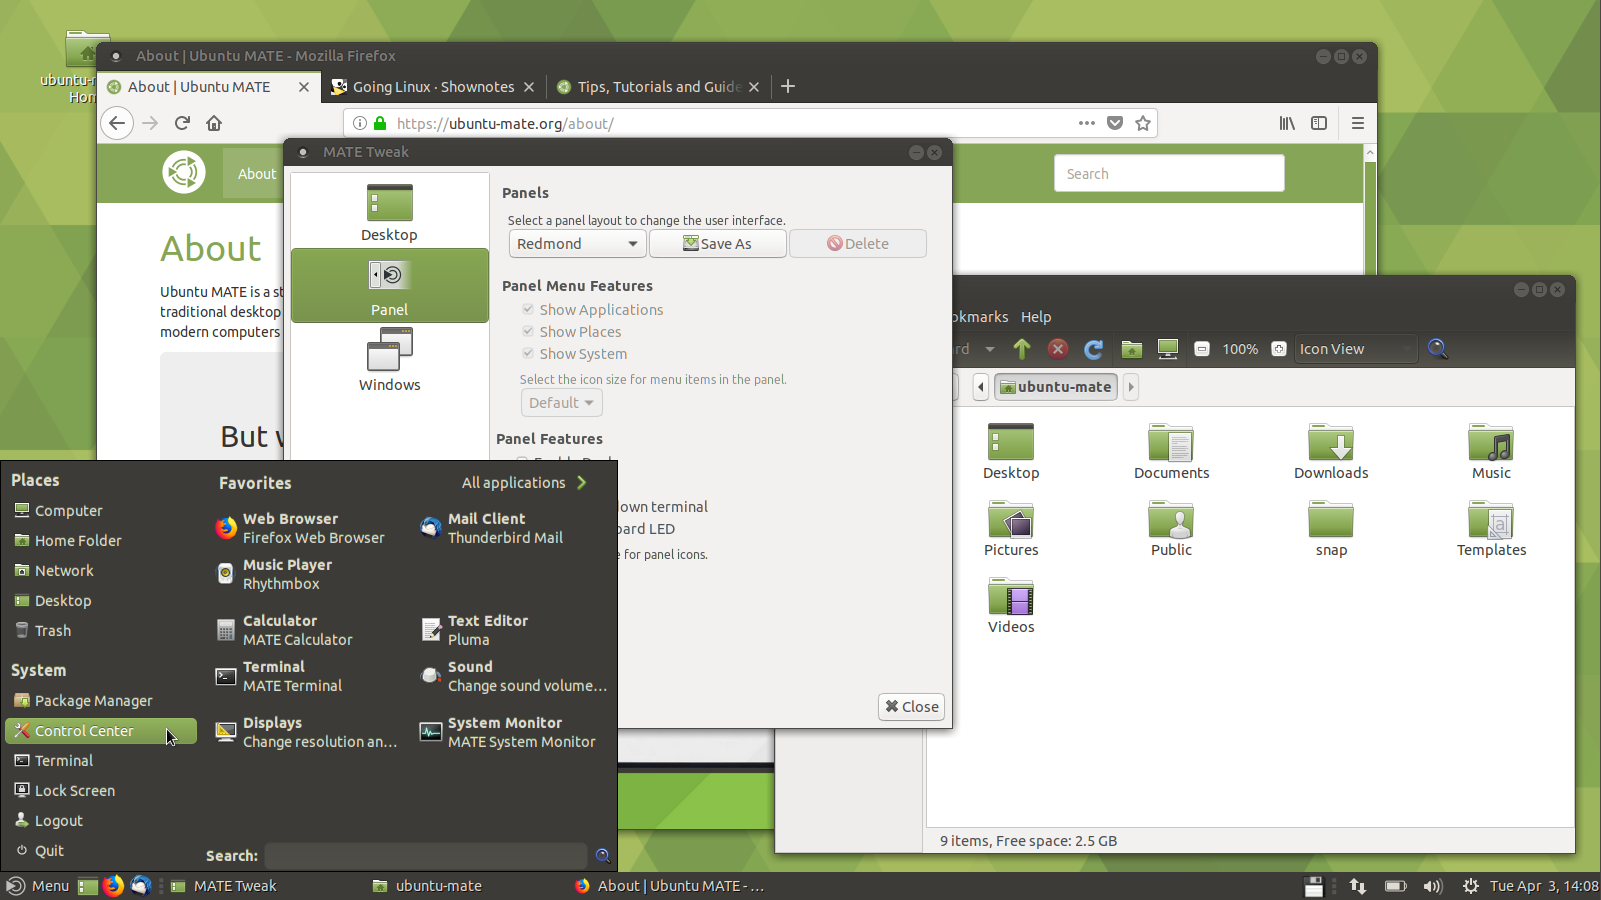 ubuntu-
Hom
About | Ubuntu MATE - Mozilla Firefox
About | Ubuntu MATE
Going Linux · Shownotes
Tips, Tutorials and Guide
https://ubuntu-mate.org/about/
About
Search
About
Ubuntu MATE is a st
traditional desktop
modern computers
But
MATE Tweak
Desktop
Panel
Windows
Panels
Select a panel layout to change the user interface.
Redmond
Save As
Delete
Panel Menu Features
Show Applications
Show Places
Show System
Select the icon size for menu items in the panel.
Default
Panel Features
own terminal
oard LED
e for panel icons.
Close
okmarks Help
rd
100%
Icon View
ubuntu-mate
Desktop
Documents
Downloads
Music
Pictures
Public
snap
Templates
Videos
9 items, Free space: 2.5 GB
Places
Computer
Home Folder
Network
Desktop
Trash
System
Package Manager
Control Center
Terminal
Lock Screen
Logout
Quit
Favorites
All applications
Web Browser
Firefox Web Browser
Mail Client
Thunderbird Mail
Music Player
Rhythmbox
Calculator
MATE Calculator
Text Editor
Pluma
Terminal
MATE Terminal
Sound
Change sound volume...
Displays
Change resolution an...
System Monitor
MATE System Monitor
Search:
Menu
MATE Tweak
ubuntu-mate
About | Ubuntu MATE - ...
Tue Apr 3, 14:08